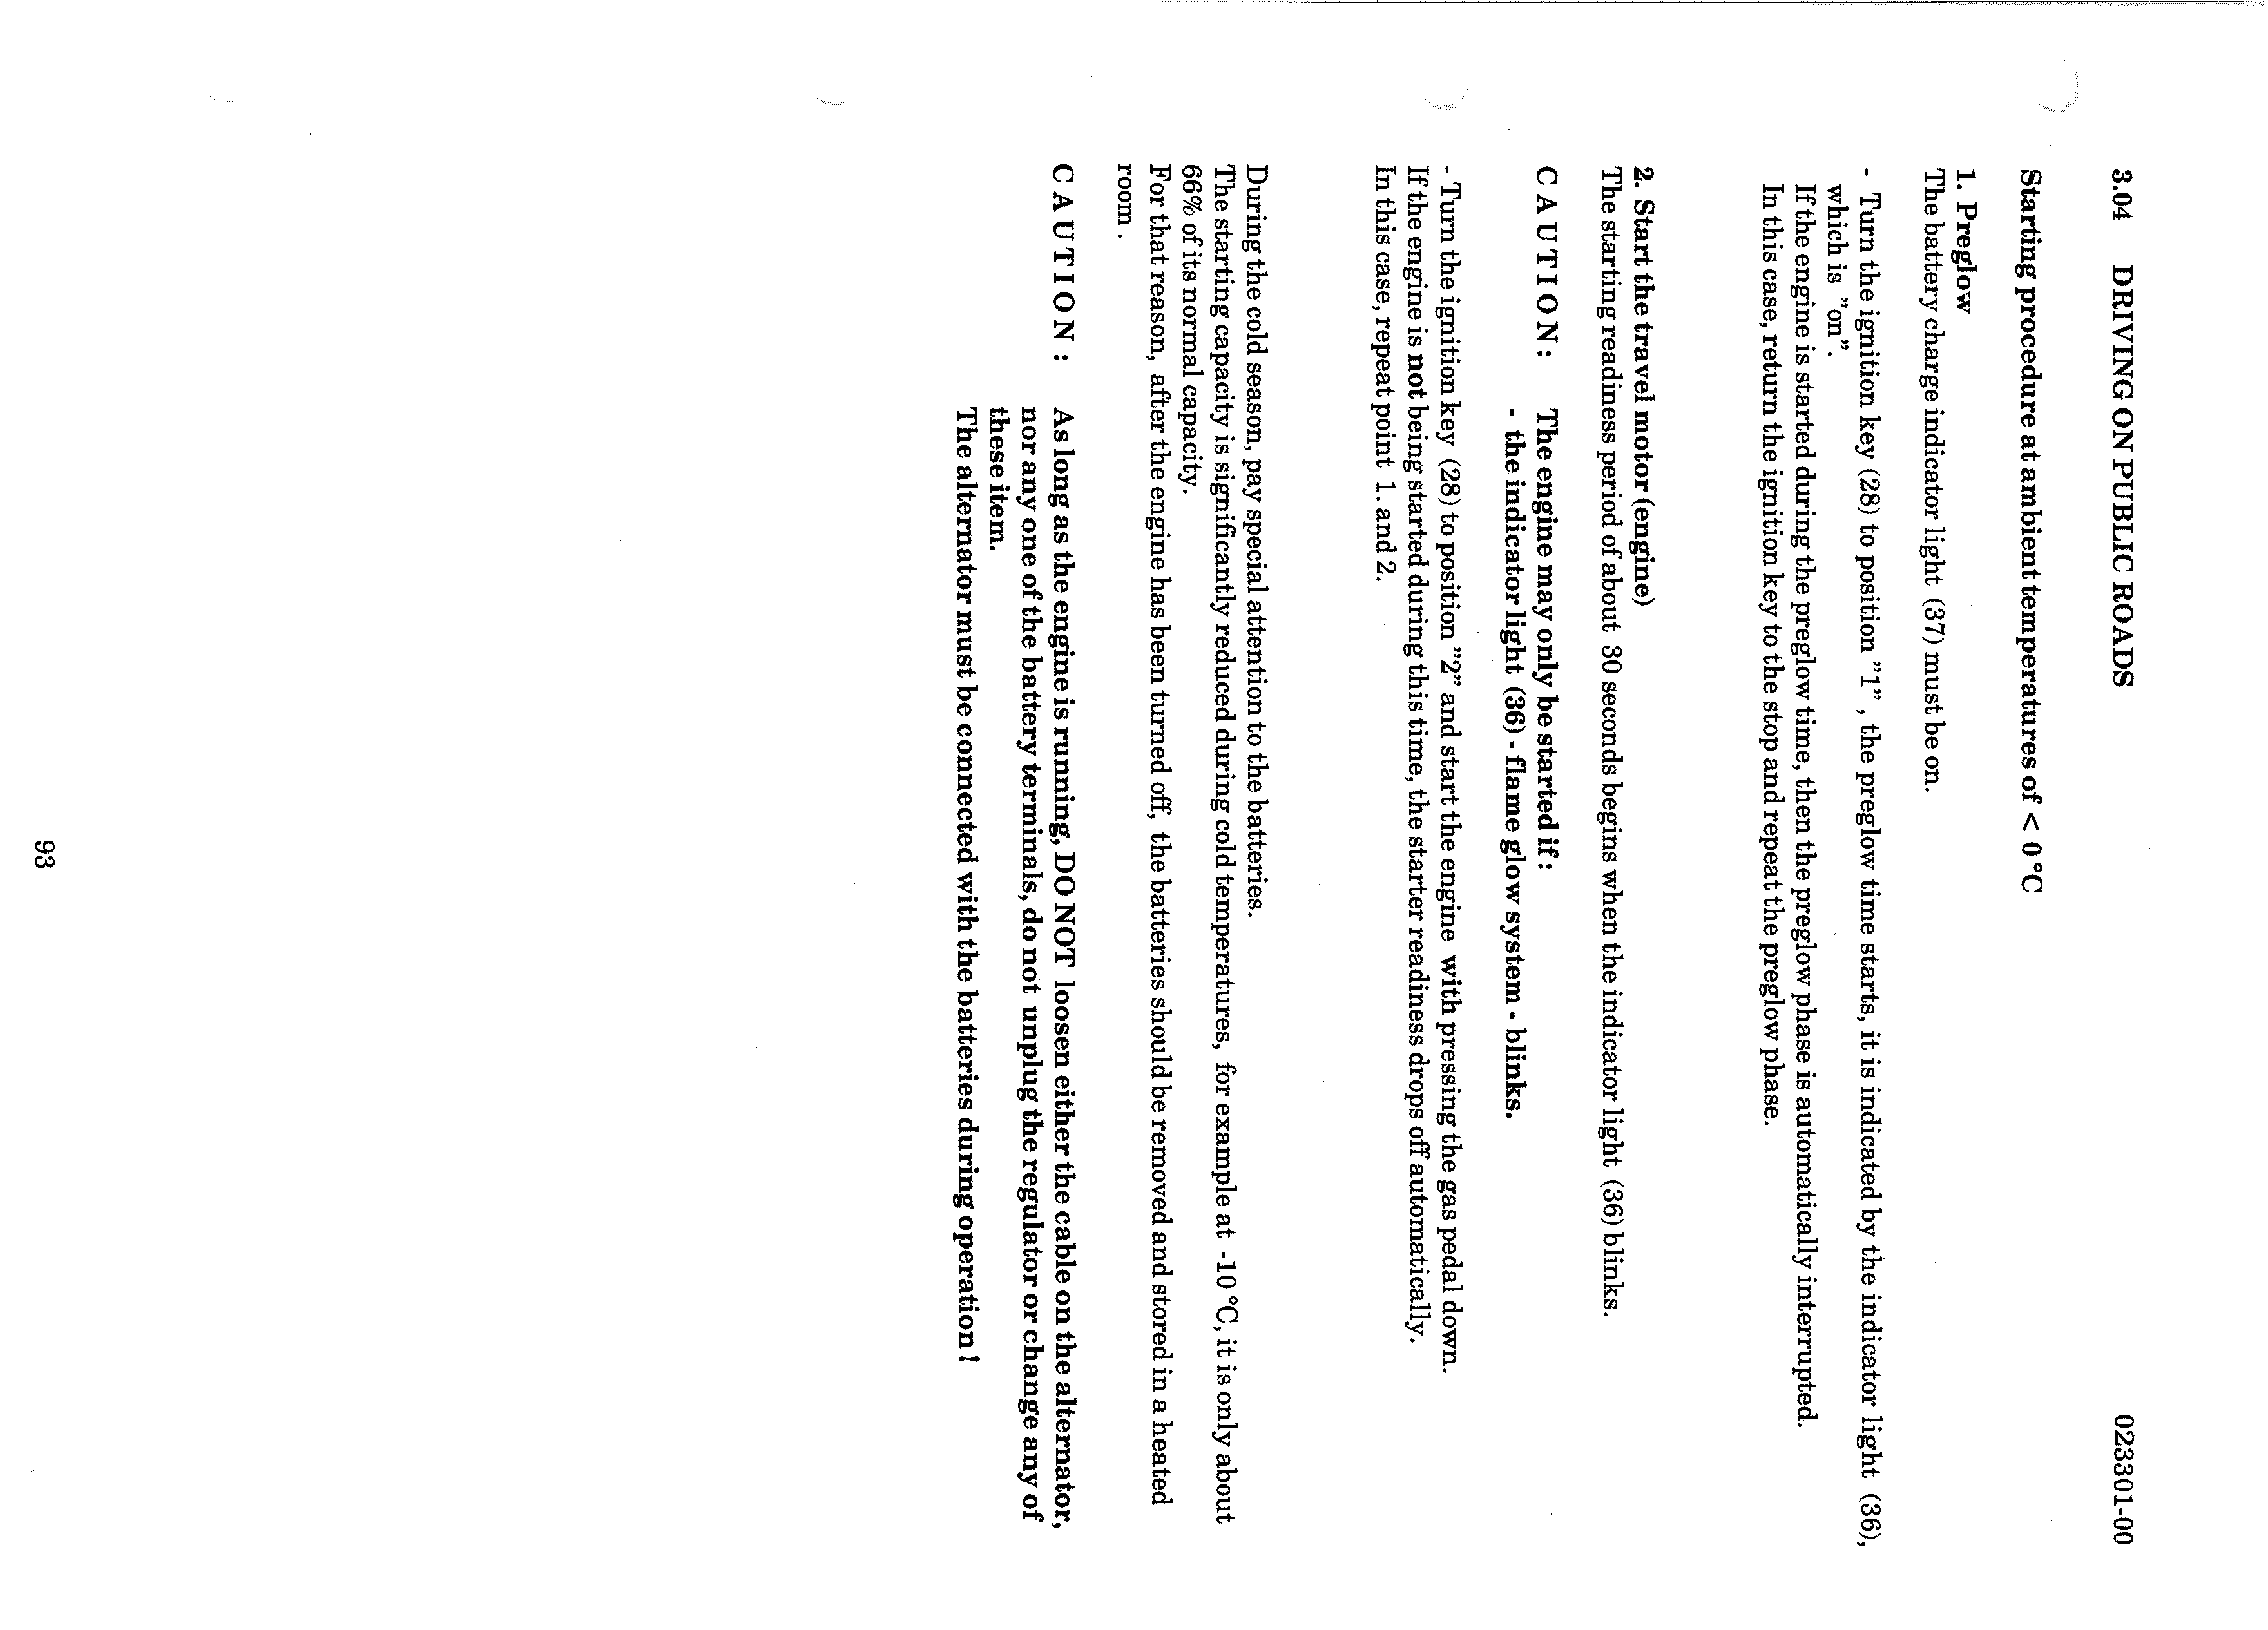 3.04 DRIVING ON PUBLIC ROADS 023301-00
Starting procedure at ambient temperatures of < 0 °C
1. Preglow
The battery charge indicator light (37) must be on.
- Turn the ignition key (28) to position "1" , the preglow time starts, it is indicated by the indicator light (36),
which is "on" .
If the engine is started during the preglow time, then the preglow phase is automatically interrupted.
In this case, return the ignition key to the stop and repeat the preglow phase.
2. Start the travel motor (engine)
The starting readiness period of about 30 seconds begins when the indicator light (36) blinks.
C A U T I O N : The engine may only be started if :
- the indicator light (36) - flame glow system - blinks.
- Turn the ignition key (28) to position "2" and start the engine with pressing the gas pedal down.
If the engine is not being started during this time, the starter readiness drops off automatically.
In this case, repeat point 1. and 2.
During the cold season, pay special attention to the batteries.
The starting capacity is significantly reduced during cold temperatures, for example at -10 °C, it is only about
66% of its normal capacity.
For that reason, after the engine has been turned off, the batteries should be removed and stored in a heated
room .
C A U T I O N : As long as the engine is running, DO NOT loosen either the cable on the alternator,
nor any one of the battery terminals, do not unplug the regulator or change any of
these item.
The alternator must be connected with the batteries during operation !
93